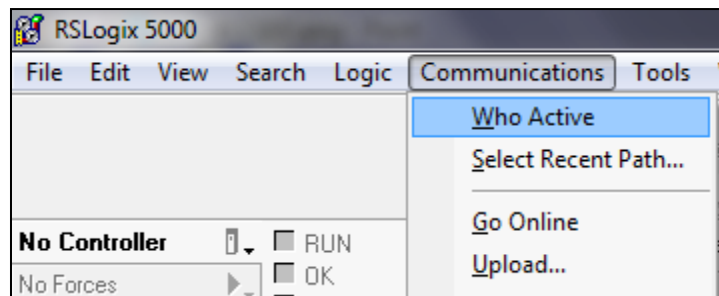 RSLogix 5000
File Edit View Search Logic Communications Tools
Who Active
Select Recent Path...
Go Online
Upload...
No Controller RUN
No Forces OK